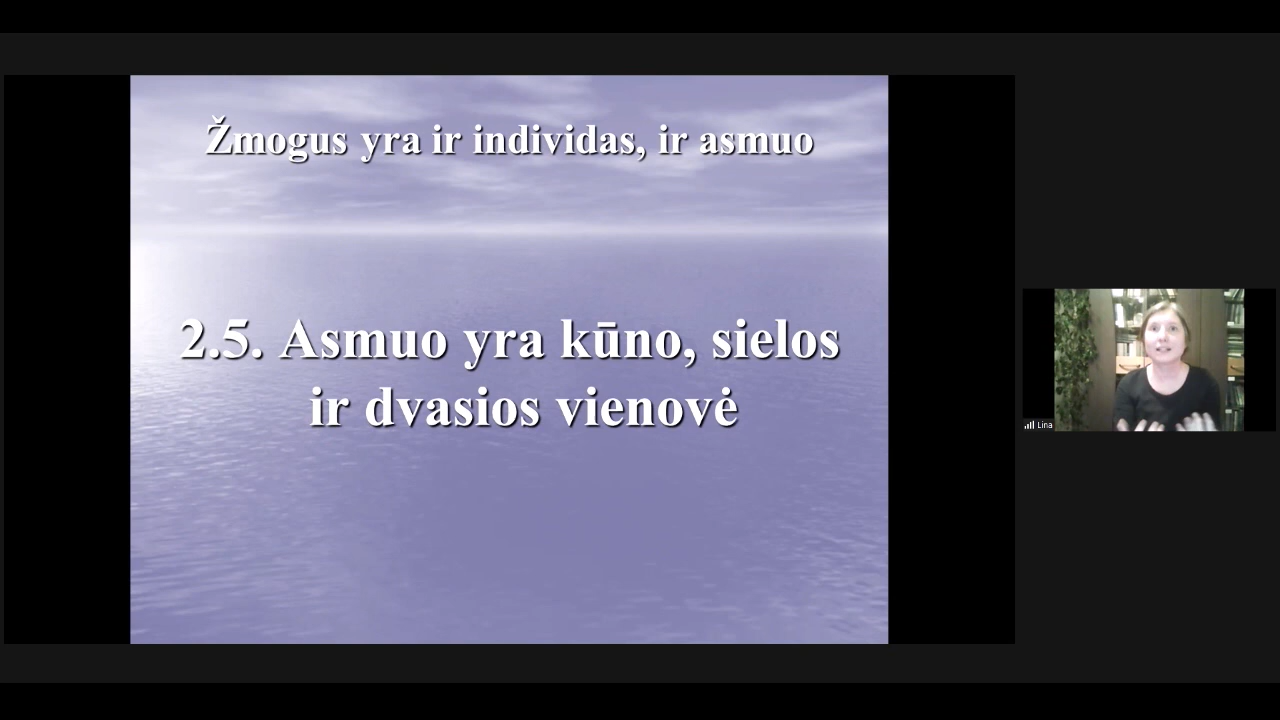 Žmogus yra ir individas, ir asmuo
2.5. Asmuo yra kūno, sielos
ir dvasios vienovė
Lina